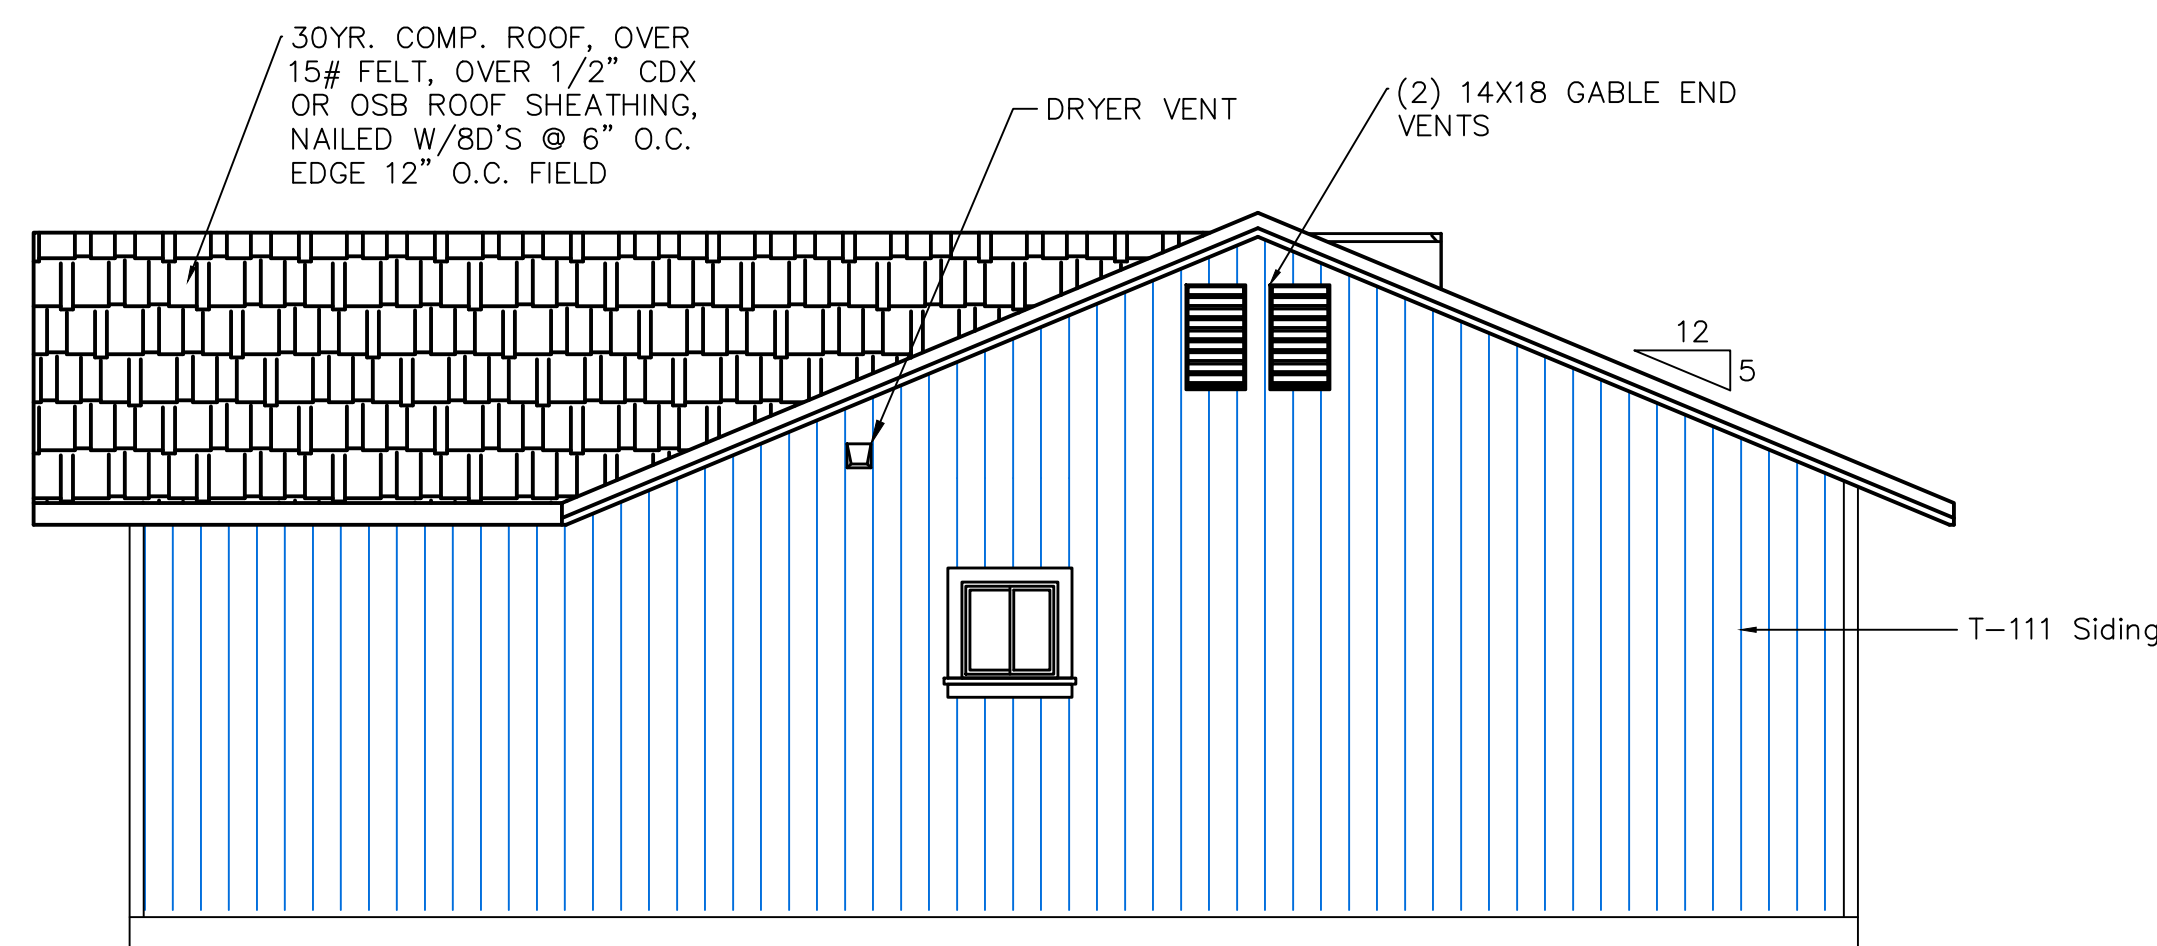 30YR. COMP. ROOF, OVER
15# FELT, OVER 1/2" CDX
OR OSB ROOF SHEATHING,
NAILED W/8D'S @ 6" O.C.
EDGE 12" O.C. FIELD
DRYER VENT
(2) 14X18 GABLE END
VENTS
12
5
T-111 Siding